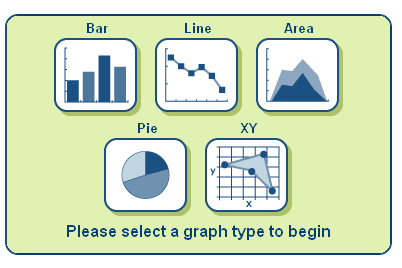 Bar Line Area
Pie XY
y
x
Please select a graph type to begin